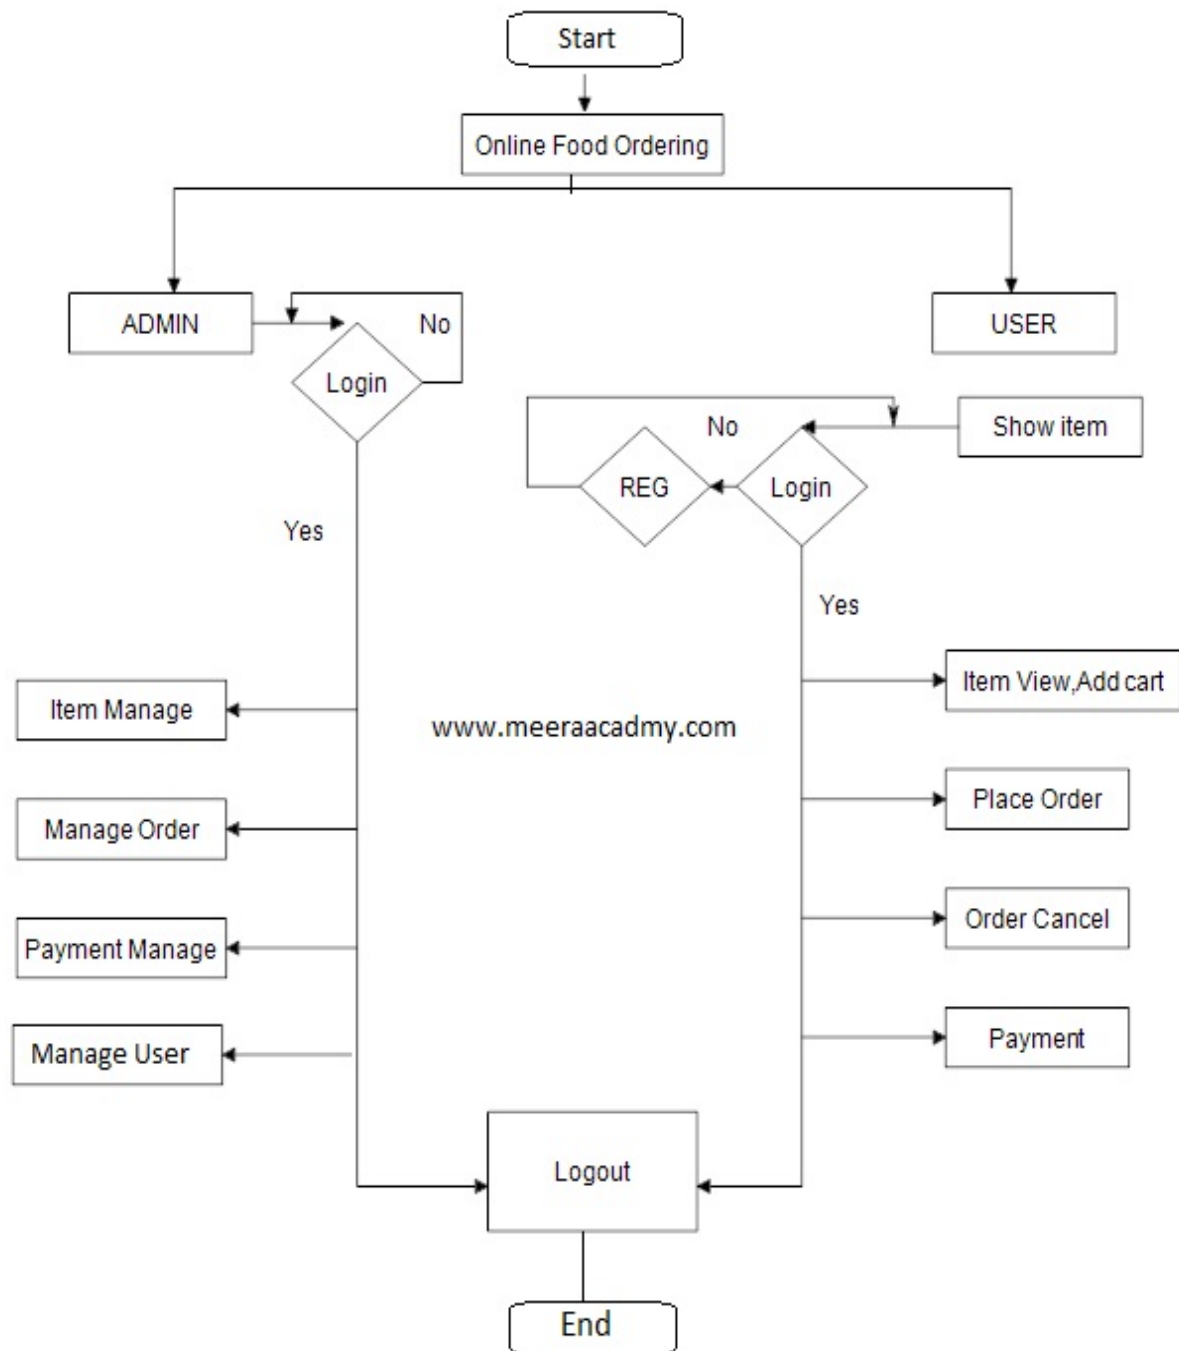 Start
Online Food Ordering
ADMIN
No
USER
Login
Show item
No
REG
Login
Yes
Yes
Item View,Add cart
Item Manage
www.meeraacadmy.com
Place Order
Manage Order
Order Cancel
Payment Manage
Payment
Manage User
Logout
End